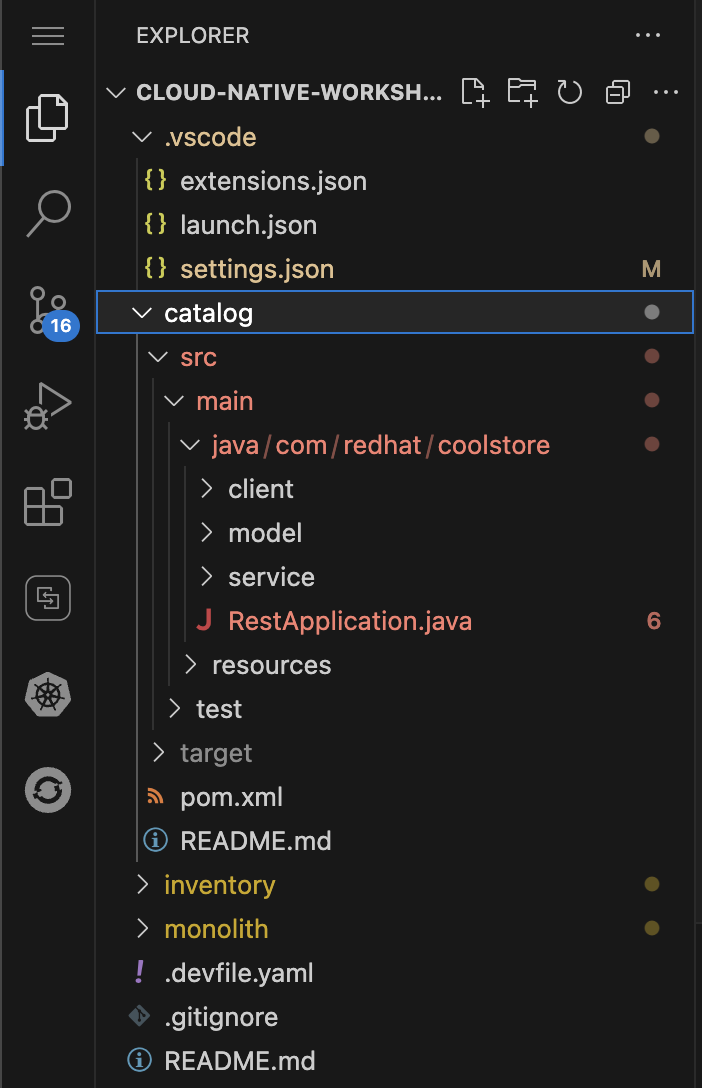 EXPLORER
CLOUD-NATIVE-WORKSH...
.vscode
{} extensions.json
{} launch.json
{} settings.json M
catalog
16
src
main
java/com/redhat/coolstore
client
model
service
J RestApplication.java 6
resources
test
target
pom.xml
README.md
inventory
monolith
! .devfile.yaml
.gitignore
README.md